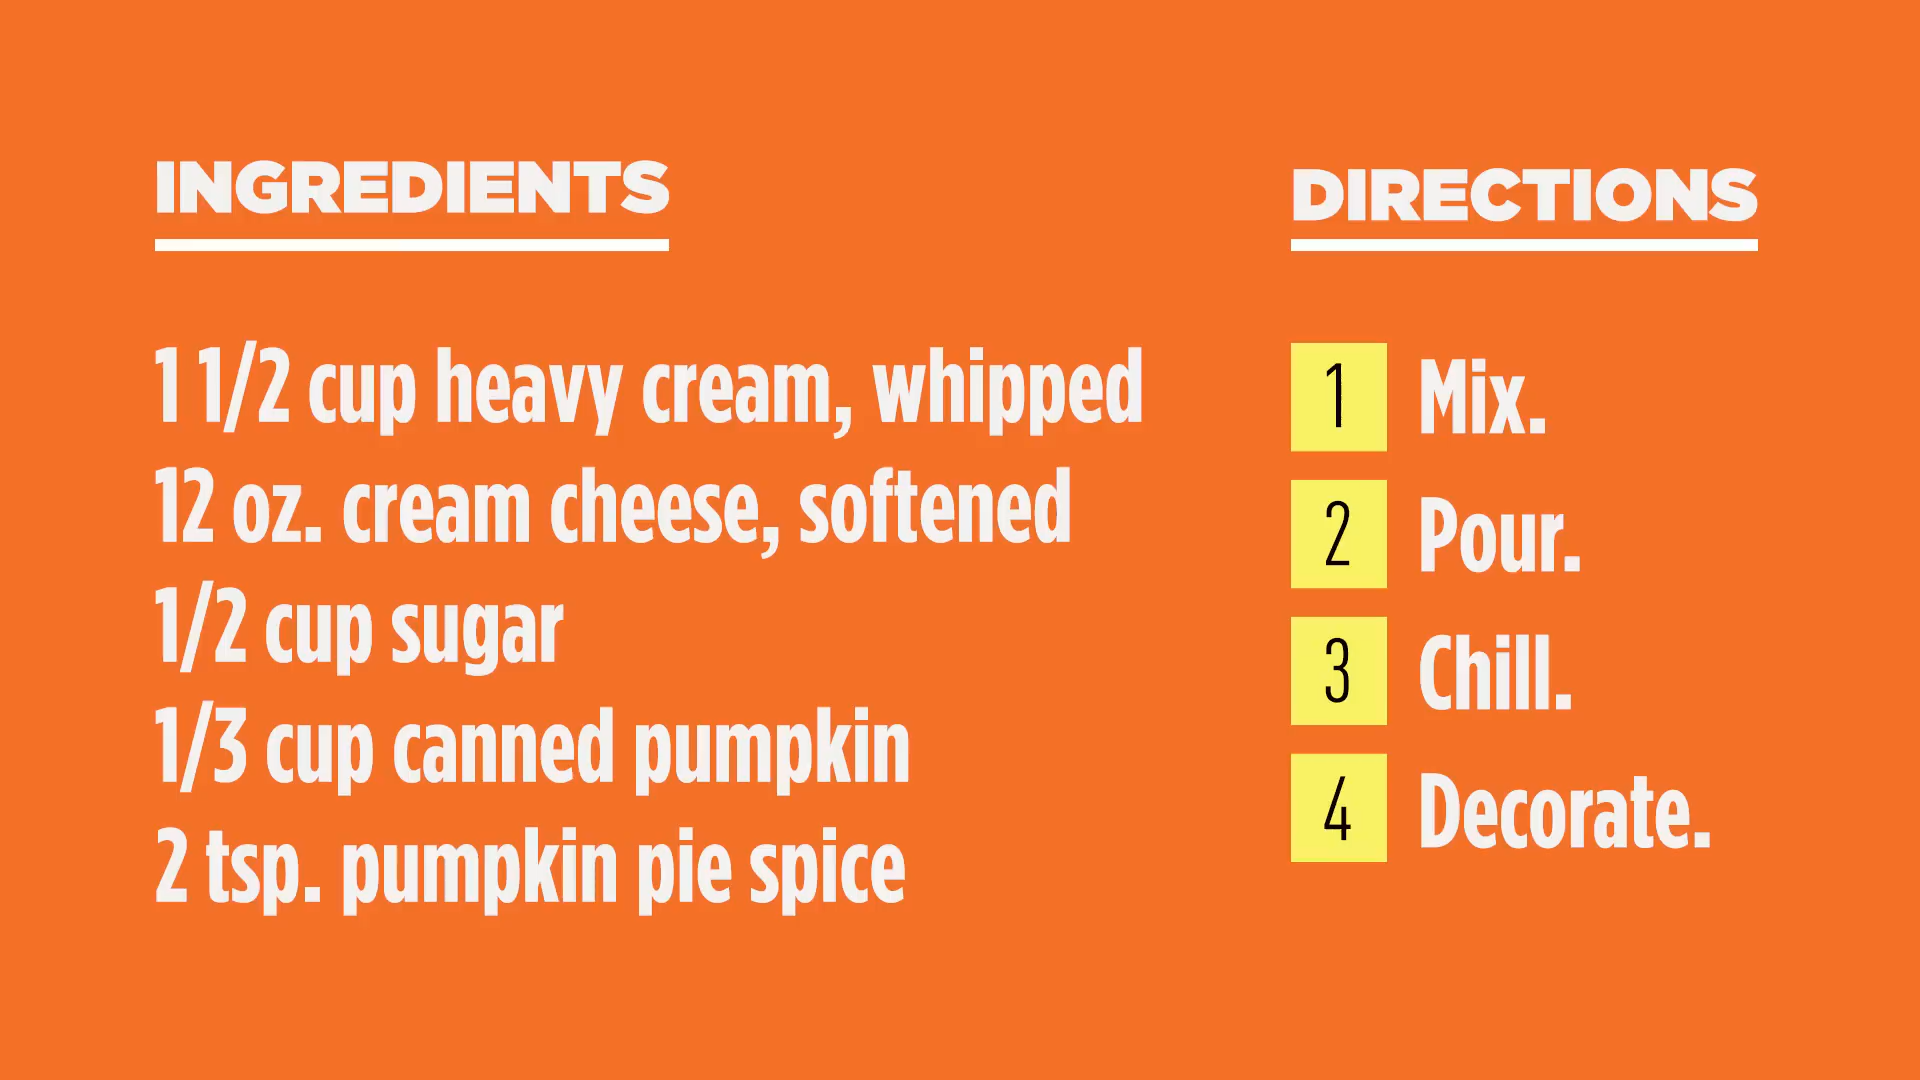 INGREDIENTS
1 1/2 cup heavy cream, whipped
12 oz. cream cheese, softened
1/2 cup sugar
1/3 cup canned pumpkin
2 tsp. pumpkin pie spice
DIRECTIONS
1 Mix.
2 Pour.
3 Chill.
4 Decorate.